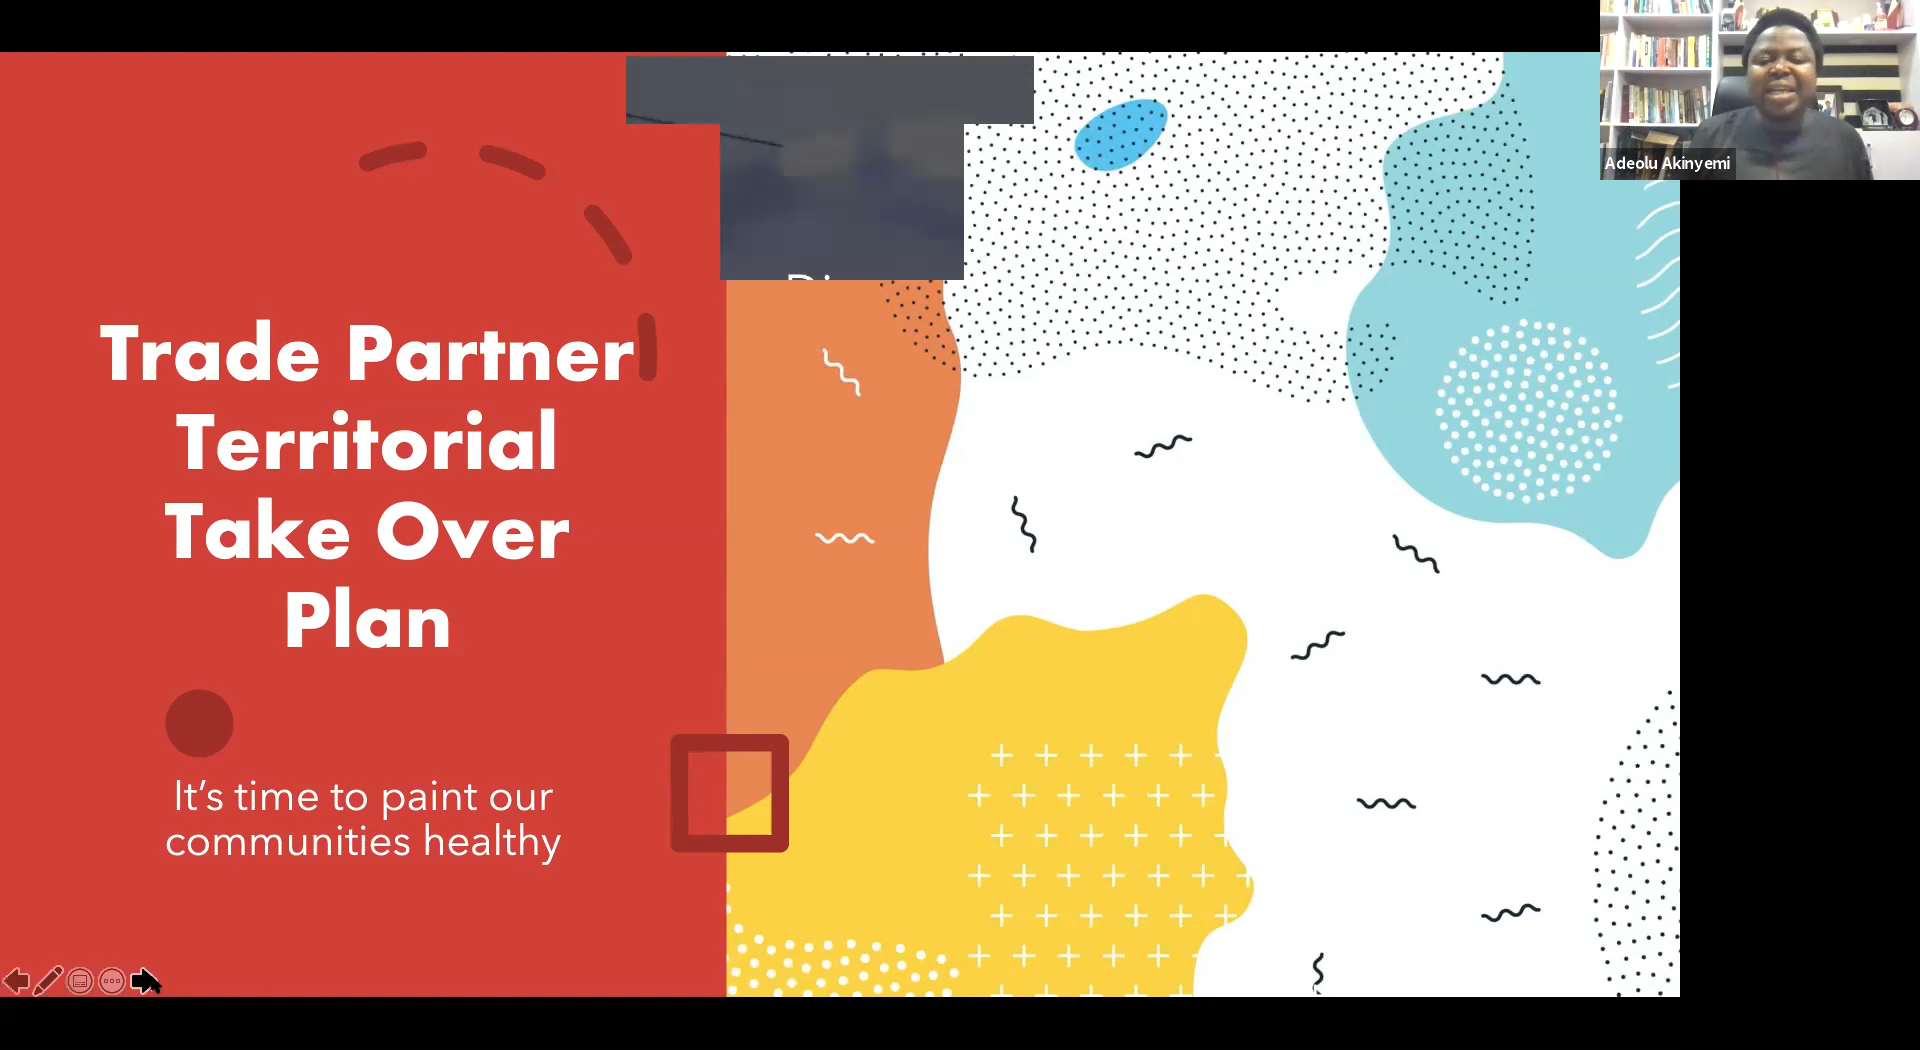 Adeolu Akinyemi
Trade Partner
Territorial
Take Over
Plan
It's time to paint our
communities healthy